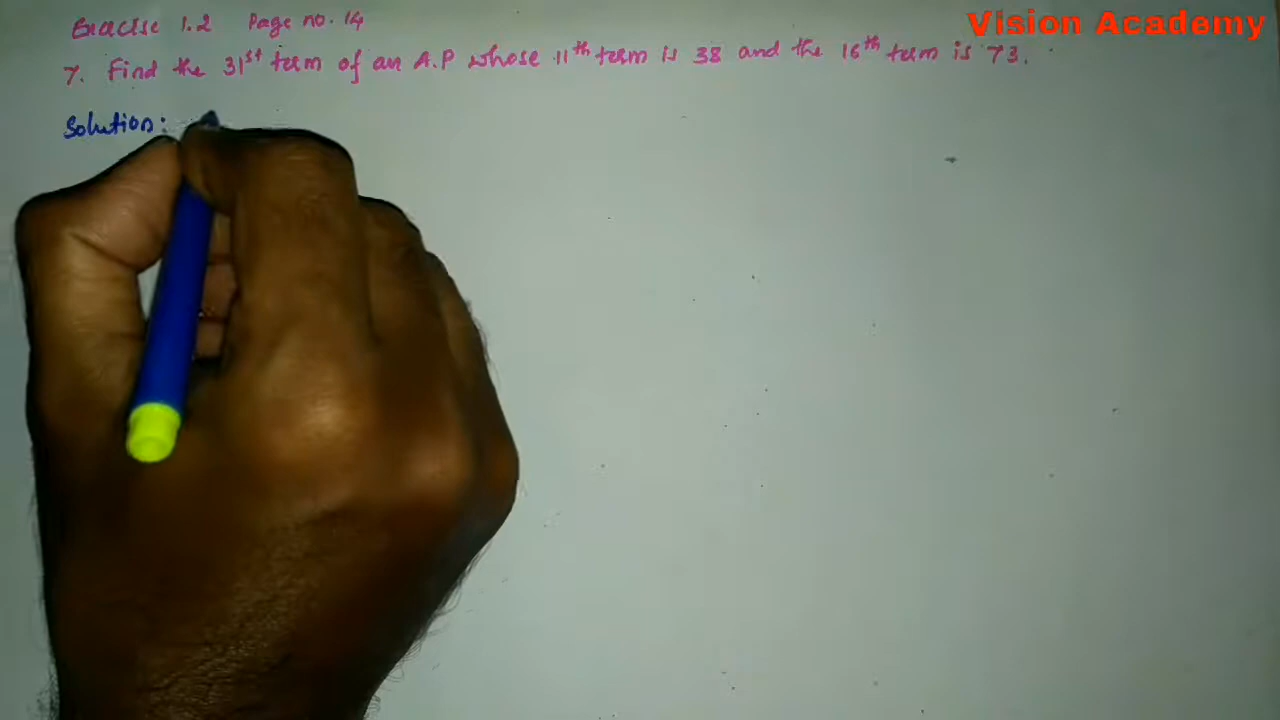 Exercise 1.2 Page no. 14
Vision Academy
7. Find the 31st term of an A.P whose 11th term is 38 and the 16th term is 73.
Solution: